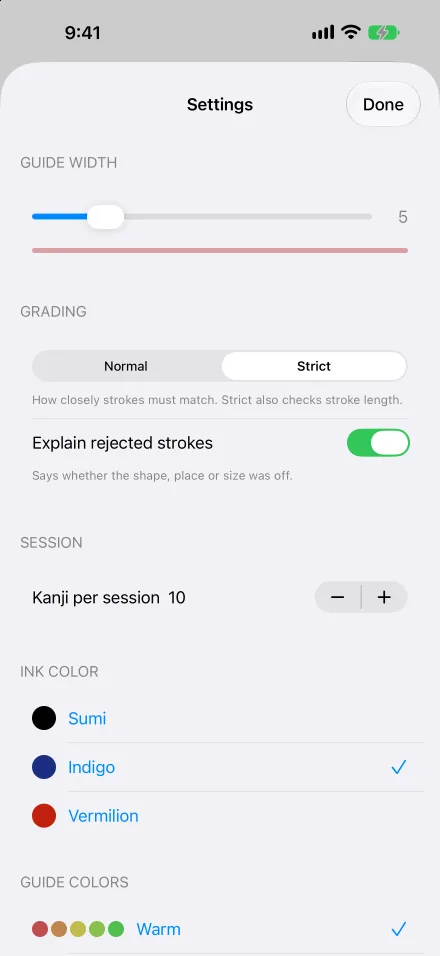 9:41
Settings
Done
GUIDE WIDTH
5
GRADING
Normal
Strict
How closely strokes must match. Strict also checks stroke length.
Explain rejected strokes
Says whether the shape, place or size was off.
SESSION
Kanji per session 10
INK COLOR
Sumi
Indigo
Vermilion
GUIDE COLORS
Warm